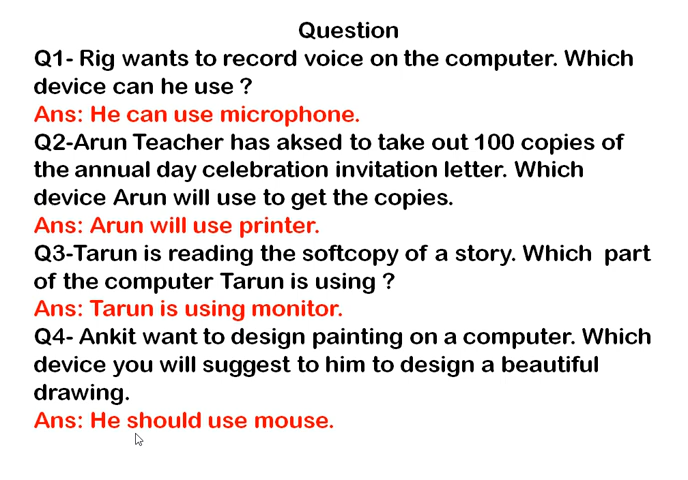 Question
Q1- Rig wants to record voice on the computer. Which
device can he use ?
Ans: He can use microphone.
Q2-Arun Teacher has aksed to take out 100 copies of
the annual day celebration invitation letter. Which
device Arun will use to get the copies.
Ans: Arun will use printer.
Q3-Tarun is reading the softcopy of a story. Which  part
of the computer Tarun is using ?
Ans: Tarun is using monitor.
Q4- Ankit want to design painting on a computer. Which
device you will suggest to him to design a beautiful
drawing.
Ans: He should use mouse.